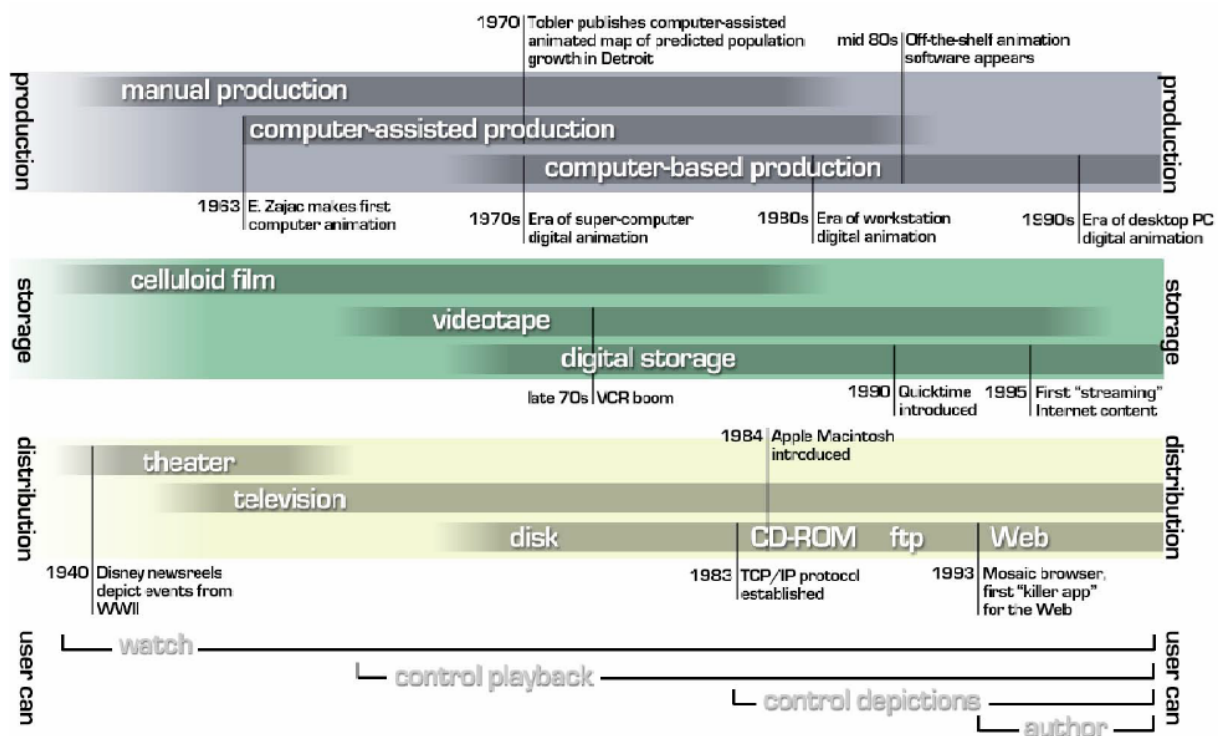 1970 Tobler publishes computer-assisted
animated map of predicted population
growth in Detroit
mid 80s Off-the-shelf animation
software appears
production
production
manual production
computer-assisted production
computer-based production
1963 E. Zajac makes first
computer animation
1970s Era of super-computer
digital animation
1980s Era of workstation
digital animation
1990s Era of desktop PC
digital animation
storage
storage
celluloid film
videotape
digital storage
late 70s VCR boom
1990 Quicktime
introduced
1995 First "streaming"
Internet content
distribution
distribution
1984 Apple Macintosh
introduced
theater
television
disk CD-ROM ftp Web
1940 Disney newsreels
depict events from
WWII
1983 TCP/IP protocol
established
1993 Mosaic browser,
first "killer app"
for the Web
user can
user can
watch
control playback
control depictions
author